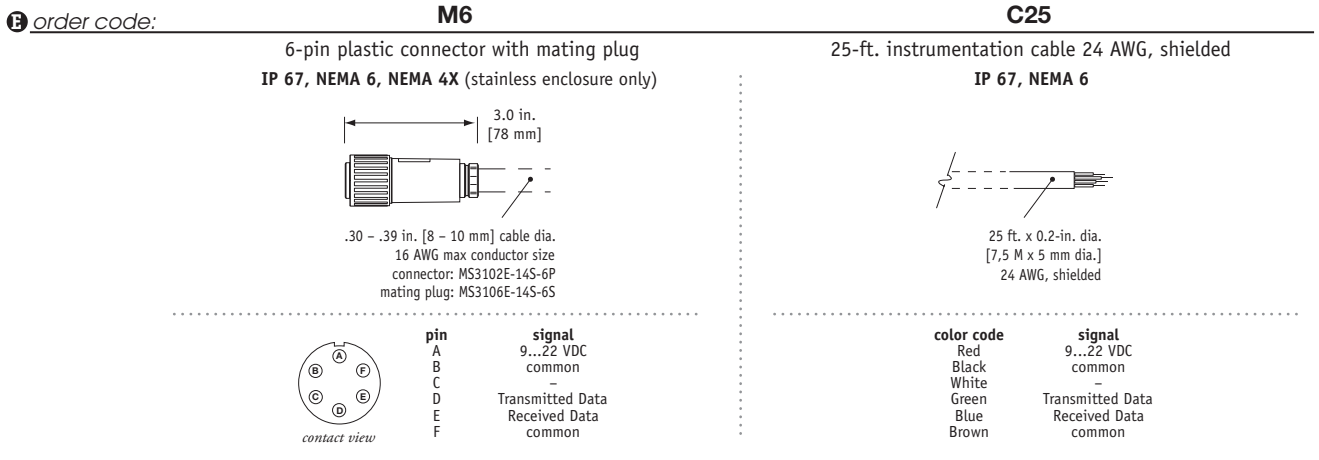 E order code:
M6
C25
6-pin plastic connector with mating plug
IP 67, NEMA 6, NEMA 4X (stainless enclosure only)
3.0 in.
[78 mm]
.30 – .39 in. [8 – 10 mm] cable dia.
16 AWG max conductor size
connector: MS3102E-14S-6P
mating plug: MS3106E-14S-6S
A
B
F
C
E
D
contact view
pin signal
A 9...22 VDC
B common
C –
D Transmitted Data
E Received Data
F common
25-ft. instrumentation cable 24 AWG, shielded
IP 67, NEMA 6
25 ft. x 0.2-in. dia.
[7,5 M x 5 mm dia.]
24 AWG, shielded
color code signal
Red 9...22 VDC
Black common
White –
Green Transmitted Data
Blue Received Data
Brown common